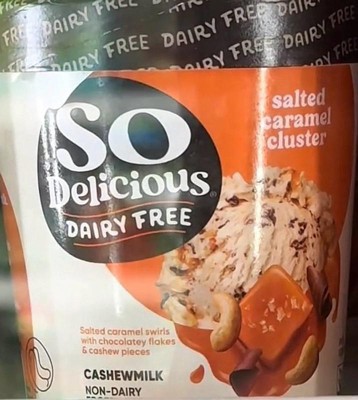 DAIRY FREE DAIRY FREE DAIRY FREE
FREE DAIRY FREE DAIRY FREE DAIRY
salted
caramel
cluster
SO
Delicious
DAIRY FREE
Salted caramel swirls
with chocolatey flakes
& cashew pieces
CASHEWMILK
NON-DAIRY